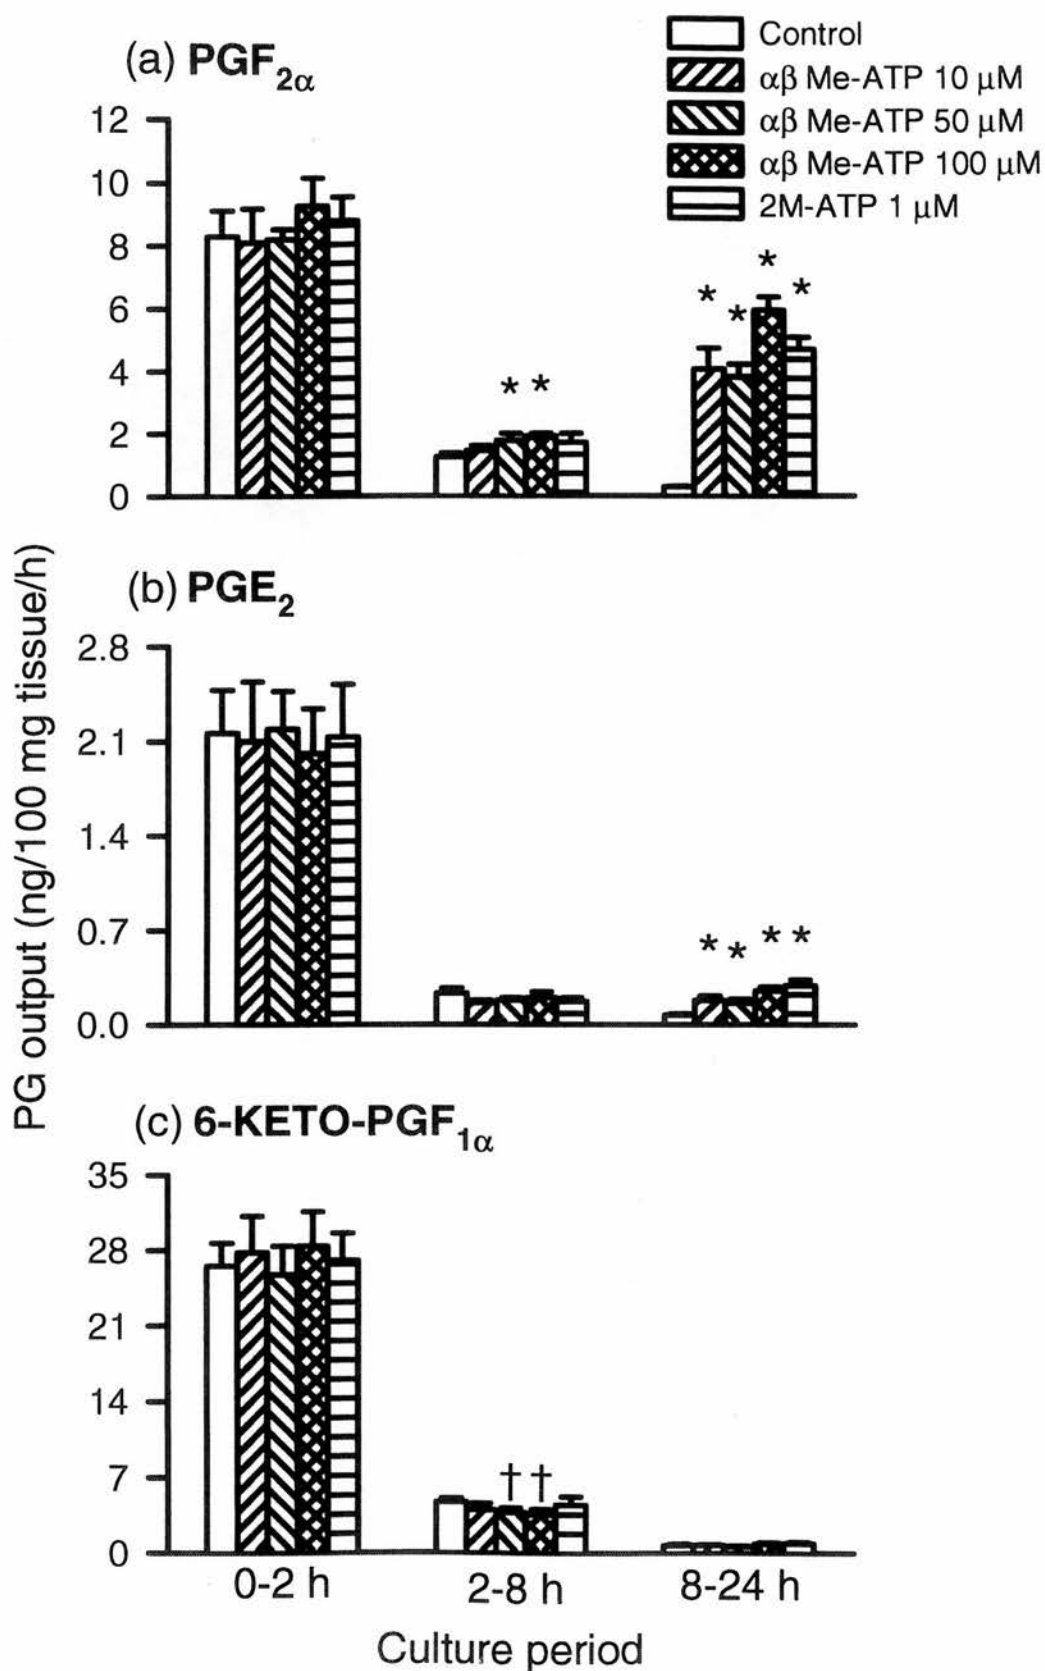 Control
αβ Me-ATP 10 μM
αβ Me-ATP 50 μM
αβ Me-ATP 100 μM
2M-ATP 1 μM
(a) PGF2α
12
10
8
6
4
2
0
* *
* * * *
PG output (ng/100 mg tissue/h)
(b) PGE2
2.8
2.1
1.4
0.7
0.0
* * * *
(c) 6-KETO-PGF1α
35
28
21
14
7
0
† †
0-2 h 2-8 h 8-24 h
Culture period